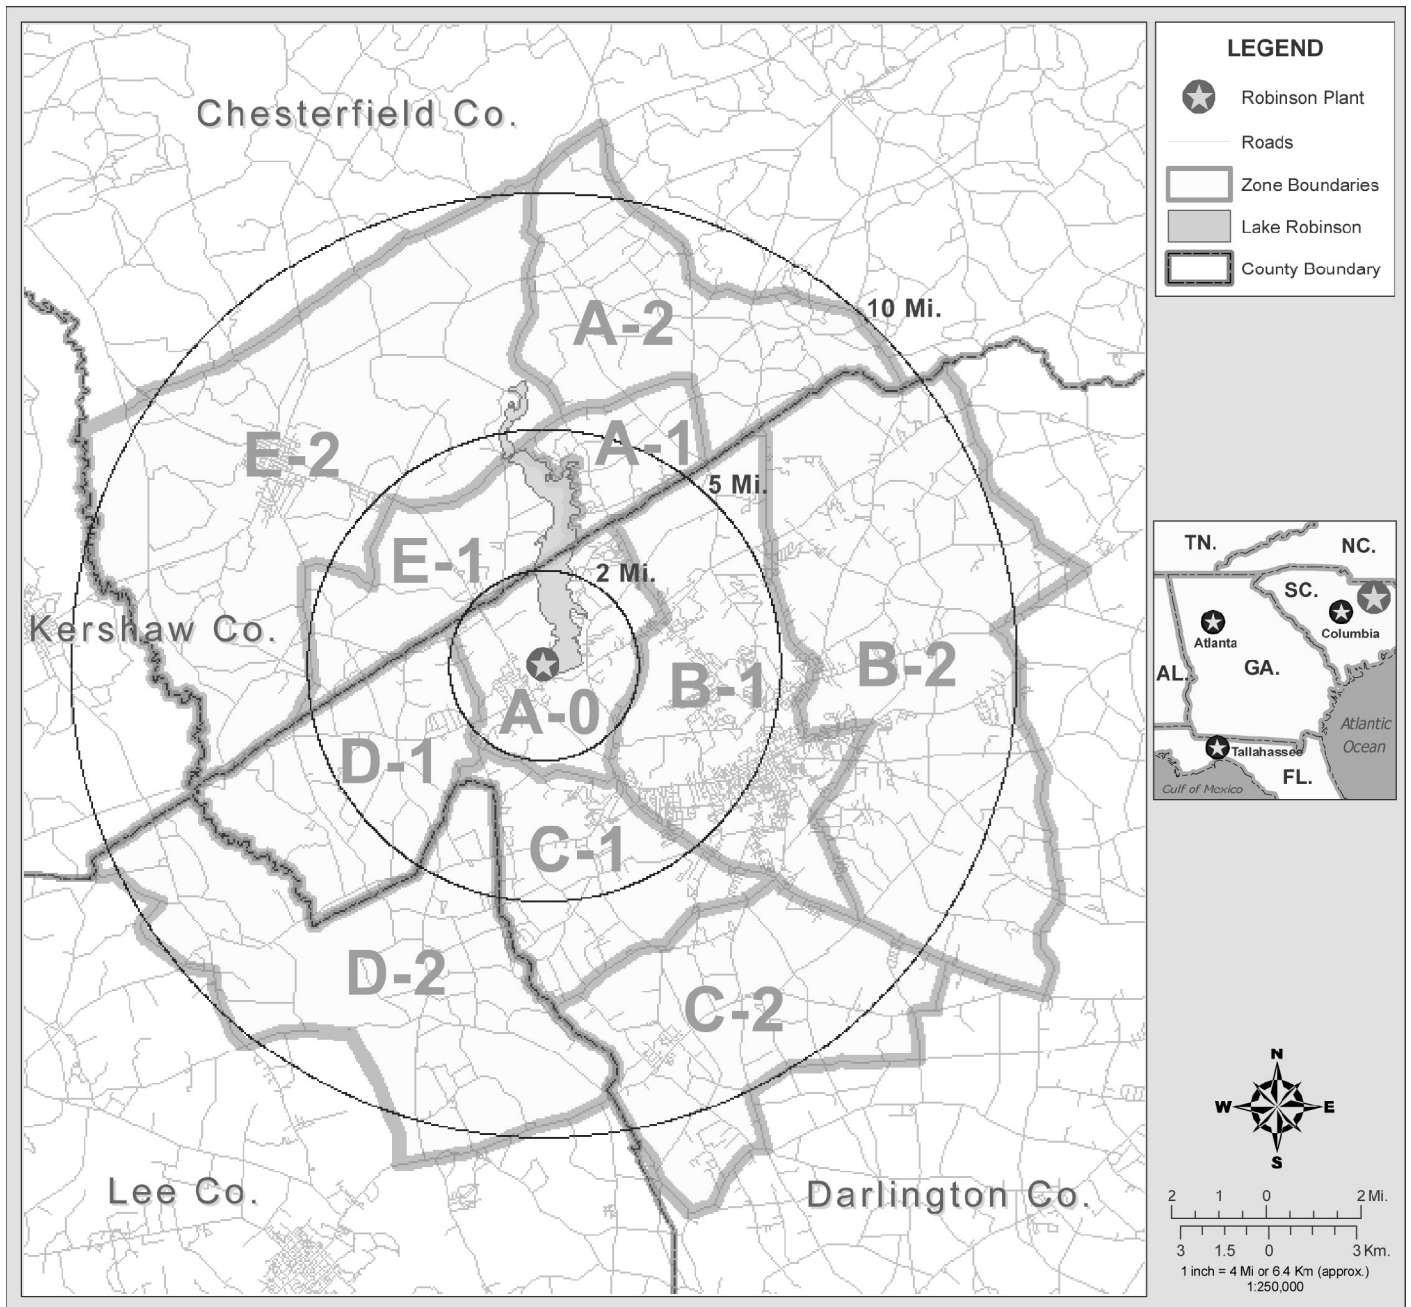 Chesterfield Co.
10 Mi.
A-2
A-1
E-2
5 Mi.
E-1
2 Mi.
Kershaw Co.
A-0
B-1
B-2
D-1
C-1
D-2
C-2
Lee Co.
Darlington Co.
LEGEND
Robinson Plant
Roads
Zone Boundaries
Lake Robinson
County Boundary
TN.
NC.
SC.
Atlanta
Columbia
AL.
GA.
Atlantic
Ocean
Tallahassee
FL.
Gulf of Mexico
N
W E
S
2 1 0 2 Mi.
3 1.5 0 3 Km.
1 inch = 4 Mi or 6.4 Km (approx.)
1:250,000